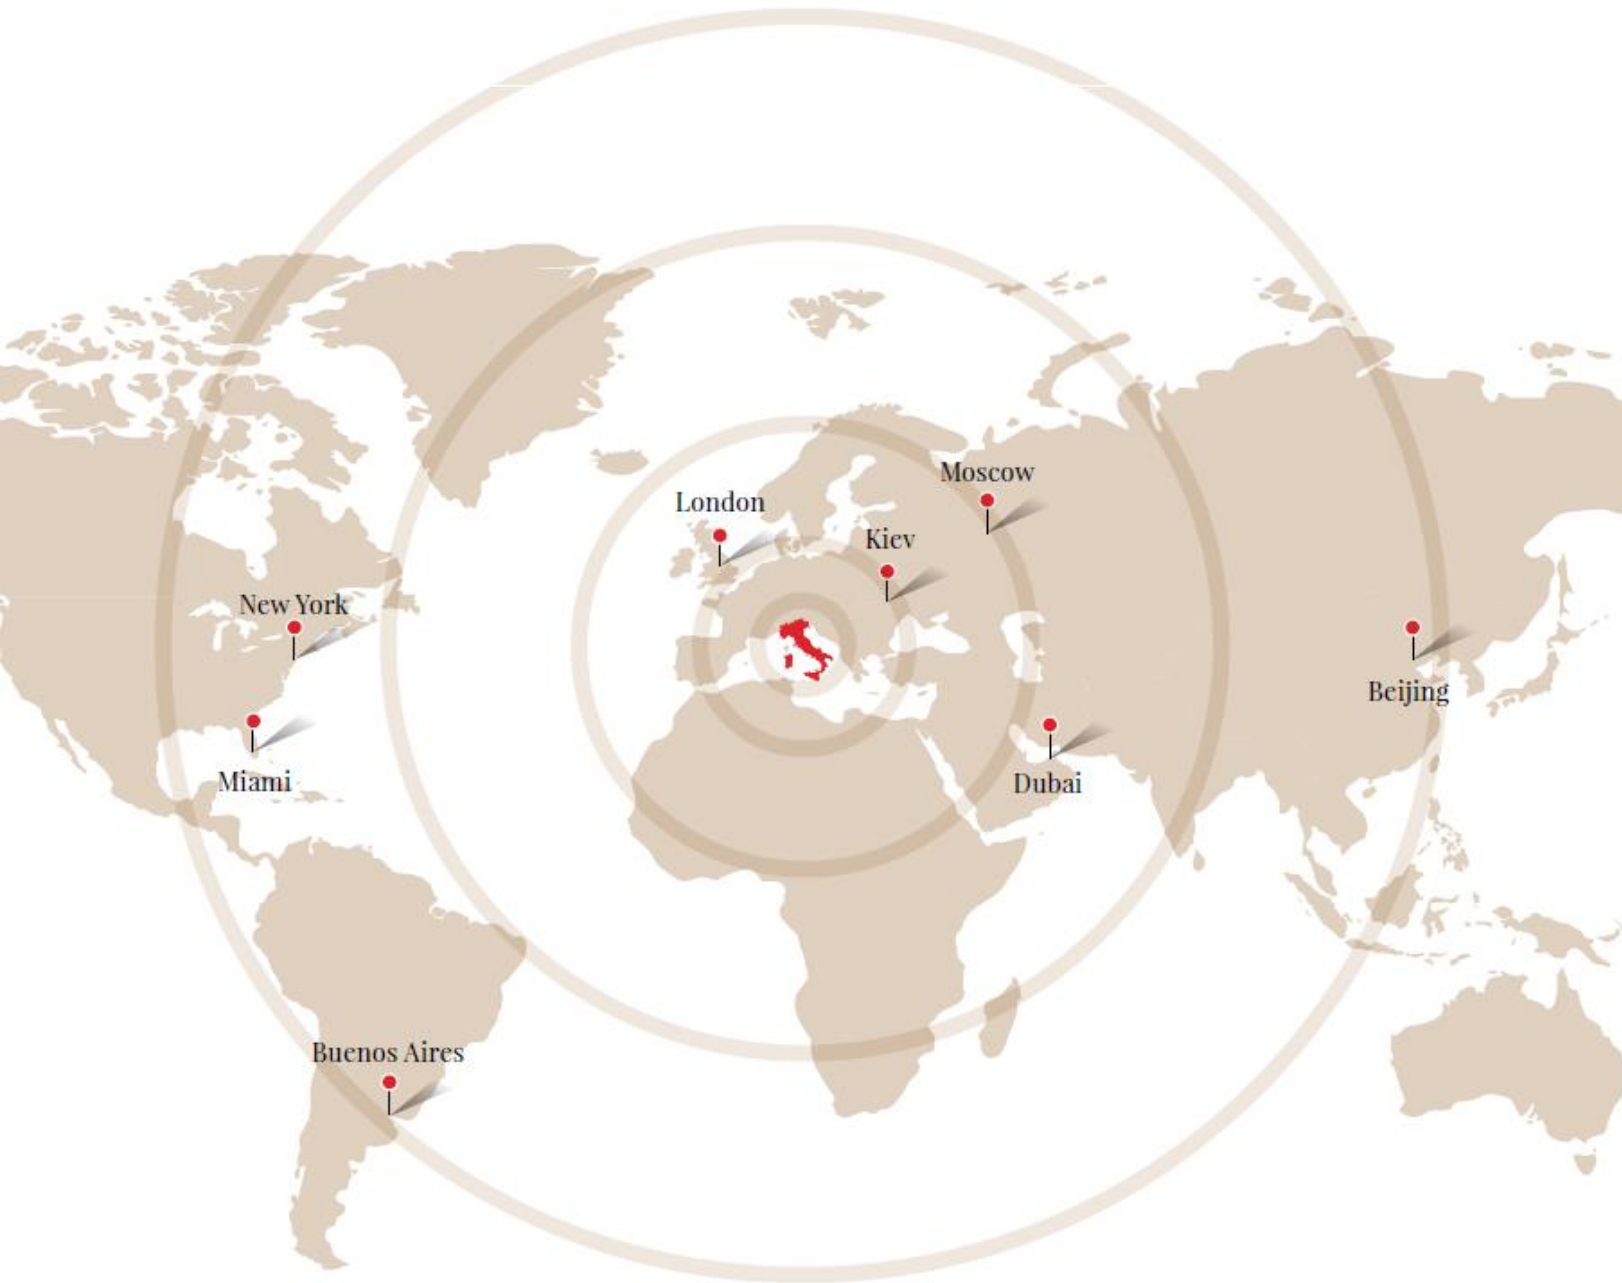 Moscow
London
Kiev
New York
Beijing
Miami
Dubai
Buenos Aires